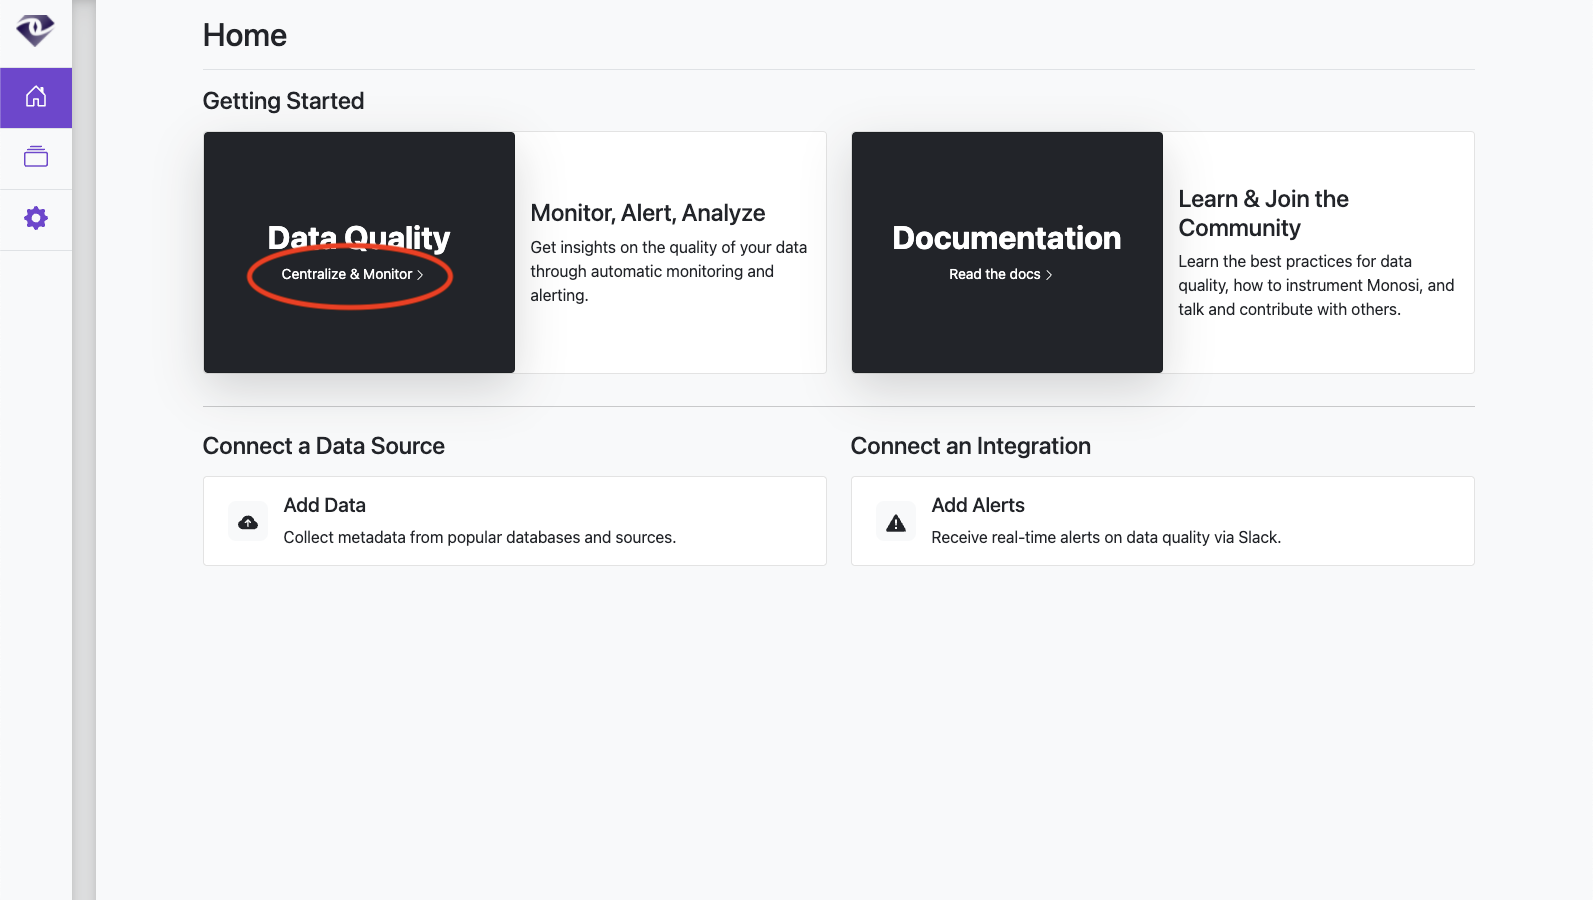 Home
Getting Started
Data Quality
Centralize & Monitor >
Monitor, Alert, Analyze
Get insights on the quality of your data
through automatic monitoring and
alerting.
Documentation
Read the docs >
Learn & Join the
Community
Learn the best practices for data
quality, how to instrument Monosi, and
talk and contribute with others.
Connect a Data Source
Add Data
Collect metadata from popular databases and sources.
Connect an Integration
Add Alerts
Receive real-time alerts on data quality via Slack.